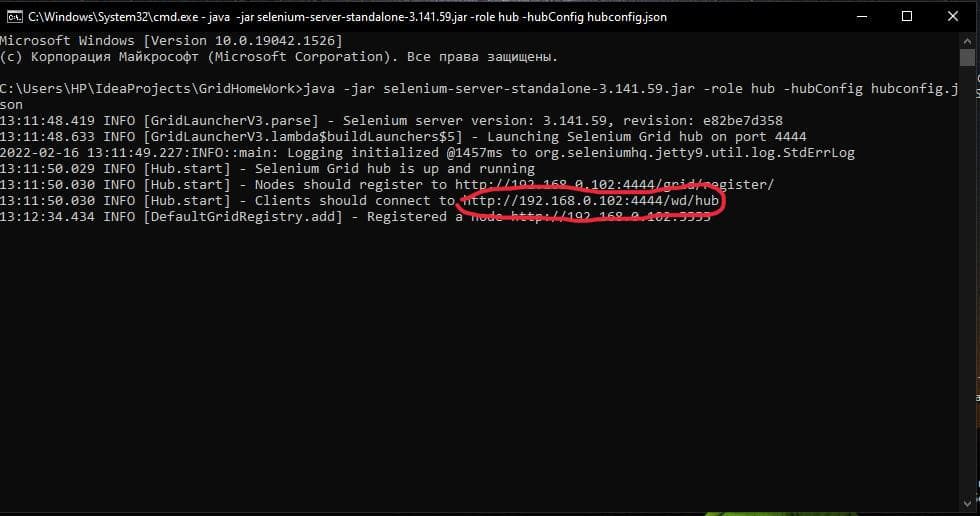 C:\Windows\System32\cmd.exe - java -jar selenium-server-standalone-3.141.59.jar -role hub -hubConfig hubconfig.json
Microsoft Windows [Version 10.0.19042.1526]
(c) Корпорация Майкрософт (Microsoft Corporation). Все права защищены.
C:\Users\HP\IdeaProjects\GridHomeWork>java -jar selenium-server-standalone-3.141.59.jar -role hub -hubConfig hubconfig.j
son
13:11:48.419 INFO [GridLauncherV3.parse] - Selenium server version: 3.141.59, revision: e82be7d358
13:11:48.633 INFO [GridLauncherV3.lambda$buildLaunchers$5] - Launching Selenium Grid hub on port 4444
2022-02-16 13:11:49.227:INFO::main: Logging initialized @1457ms to org.seleniumhq.jetty9.util.log.StdErrLog
13:11:50.029 INFO [Hub.start] - Selenium Grid hub is up and running
13:11:50.030 INFO [Hub.start] - Nodes should register to http://192.168.0.102:4444/grid/register/
13:11:50.030 INFO [Hub.start] - Clients should connect to http://192.168.0.102:4444/wd/hub
13:12:34.434 INFO [DefaultGridRegistry.add] - Registered a node http://192.168.0.102:5555